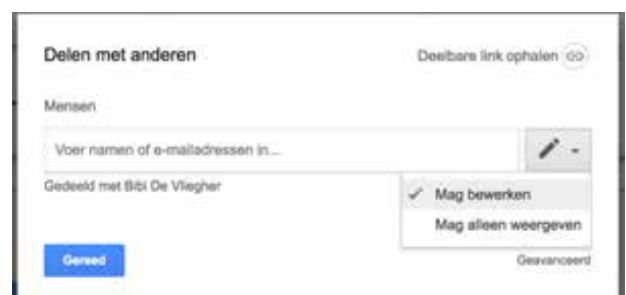 Delen met anderen
Deelbare link ophalen
Mensen
Voer namen of e-mailadressen in...
Gedeeld met Bibi De Vliegher
Mag bewerken
Mag alleen weergeven
Gereed
Geavanceerd